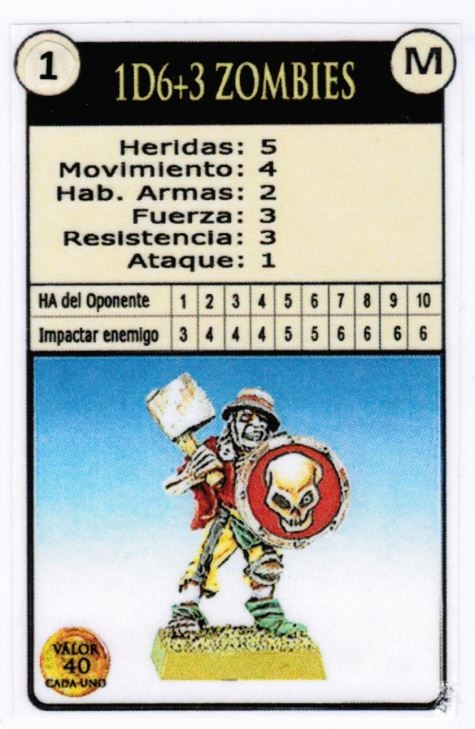 1
1D6+3 ZOMBIES
M
Heridas: 5
Movimiento: 4
Hab. Armas: 2
Fuerza: 3
Resistencia: 3
Ataque: 1
HA del Oponente 1 2 3 4 5 6 7 8 9 10
Impactar enemigo 3 4 4 4 5 5 6 6 6 6
VALOR
40
CADA-UNO